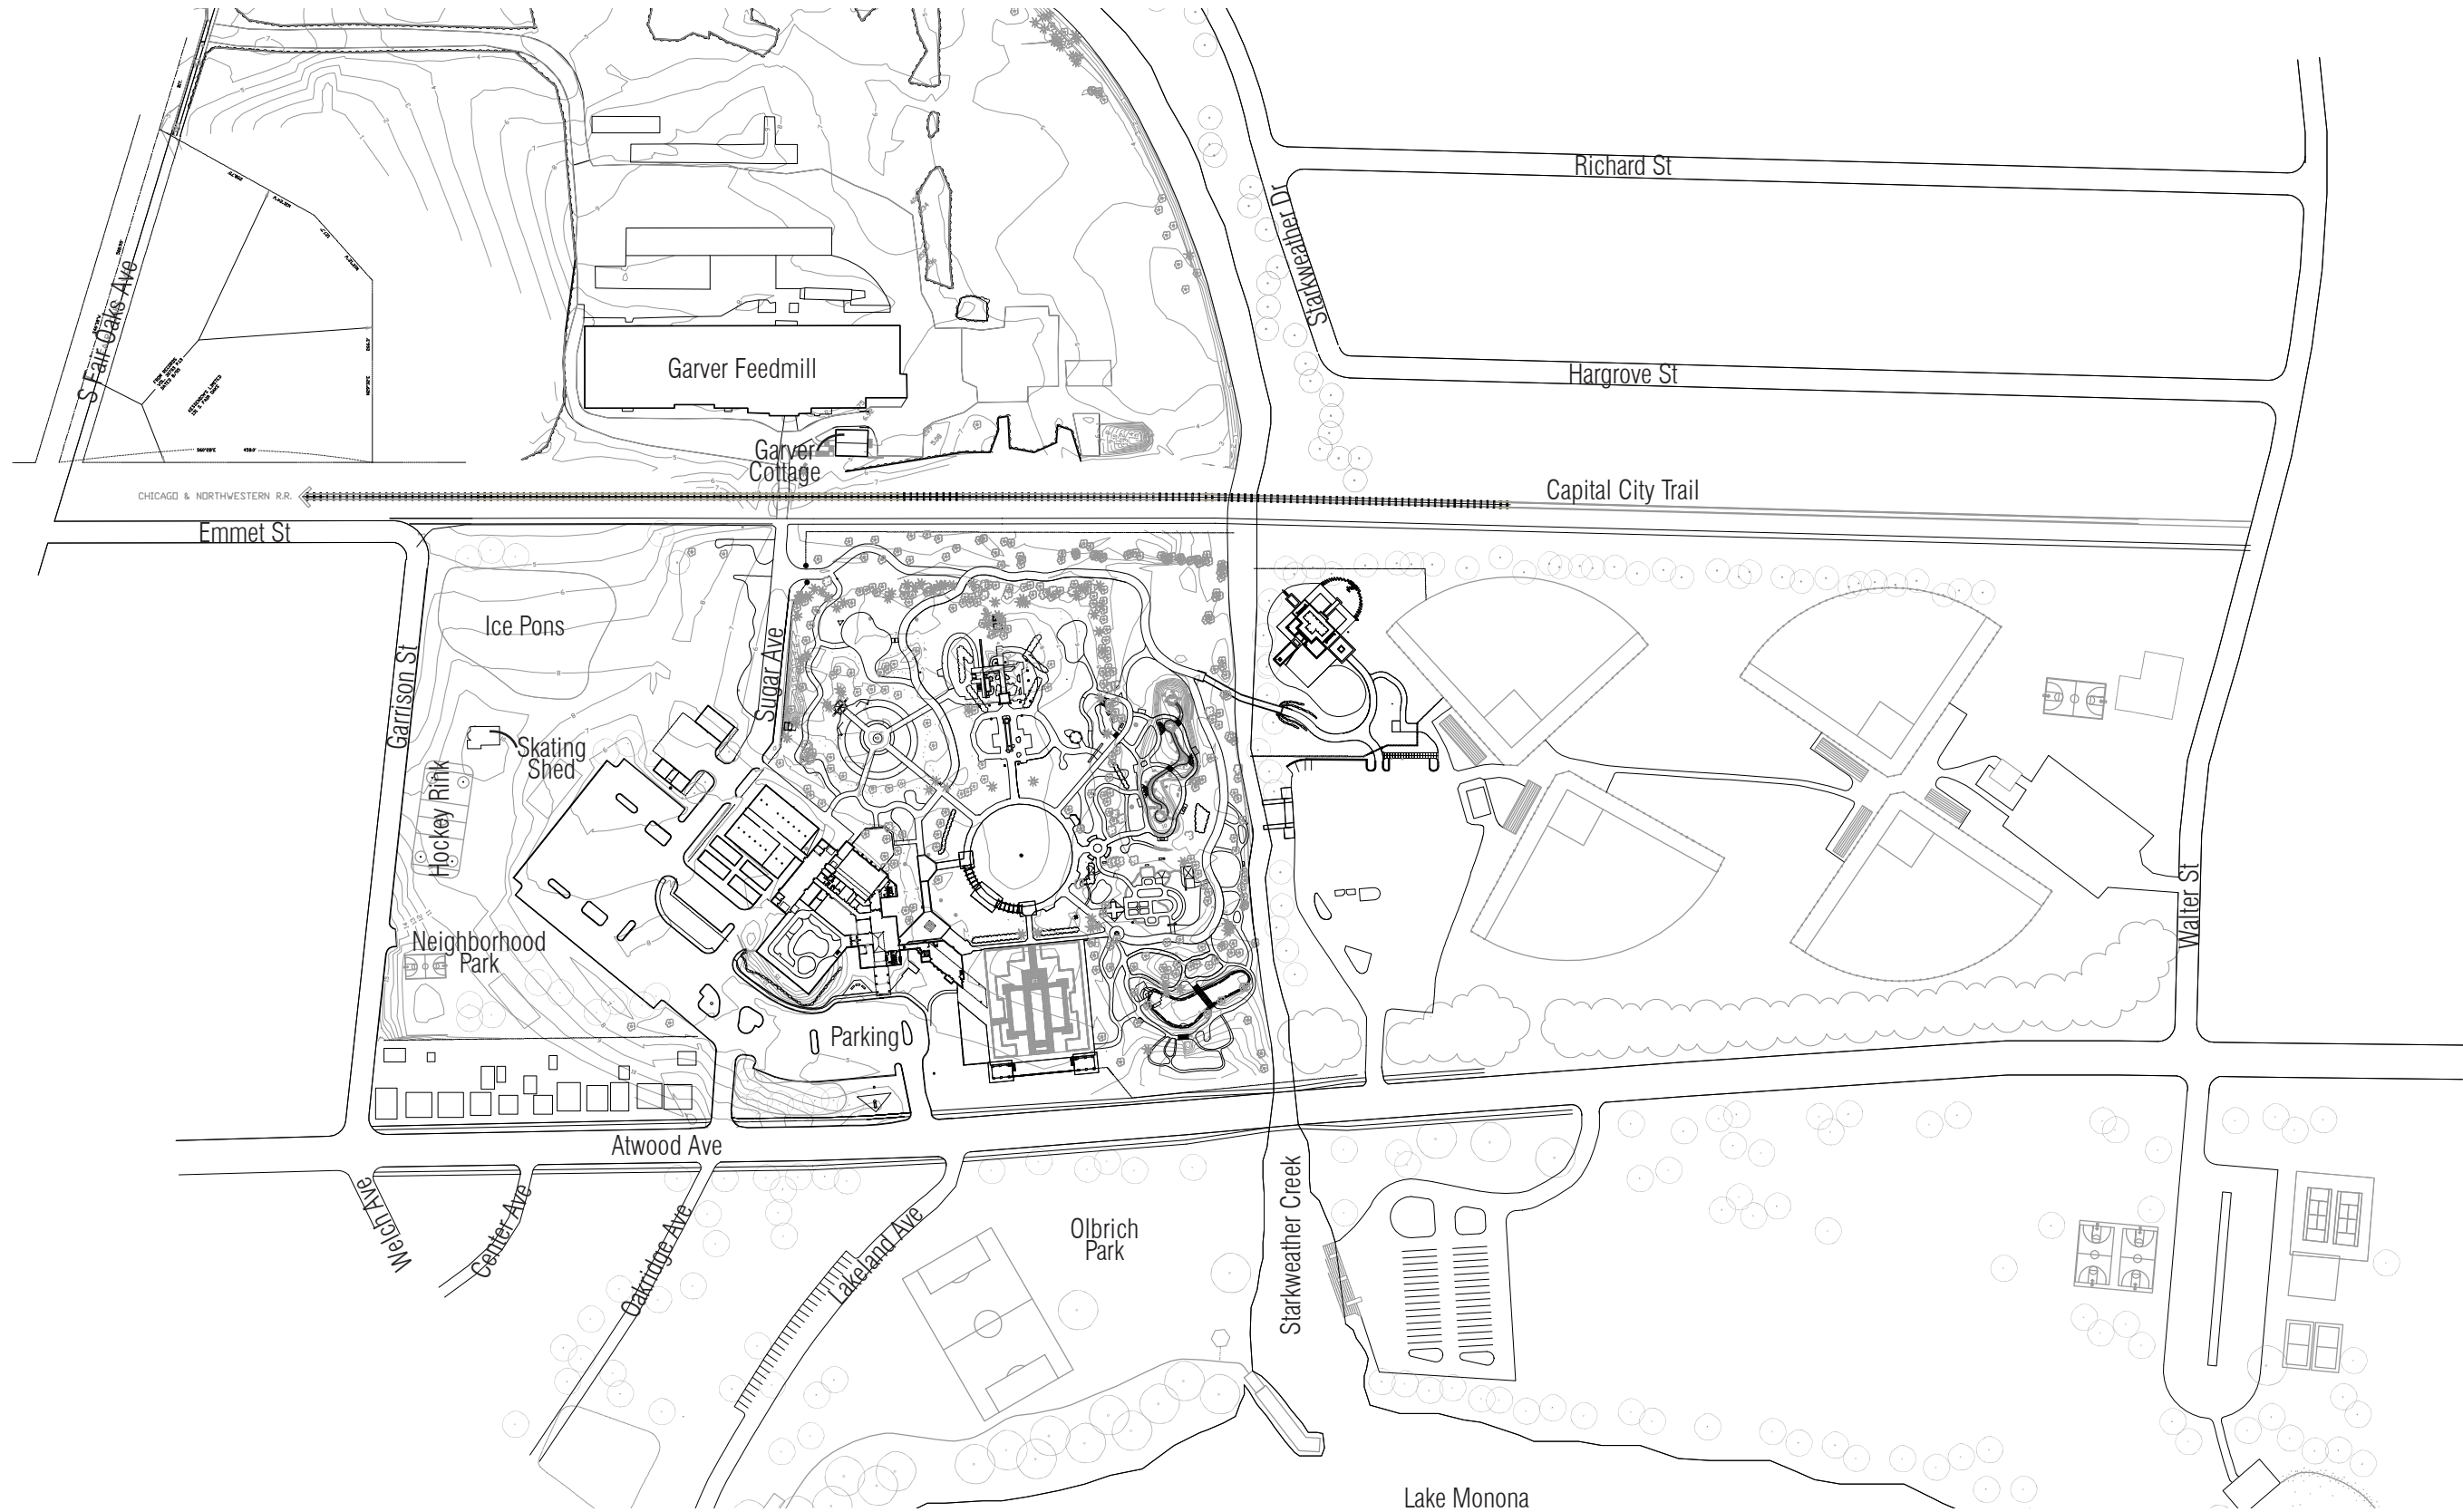 Richard St
Starkweather Dr
S Fair Oaks Ave
Garver Feedmill
Hargrove St
Garver
Cottage
CHICAGO & NORTHWESTERN R.R.
Capital City Trail
Emmet St
Ice Pons
Garrison St
Sugar Ave
Skating
Shed
Hockey Rink
Neighborhood
Park
Walter St
Parking
Atwood Ave
Welch Ave
Center Ave
Oakridge Ave
Lakeland Ave
Olbrich
Park
Starkweather Creek
Lake Monona